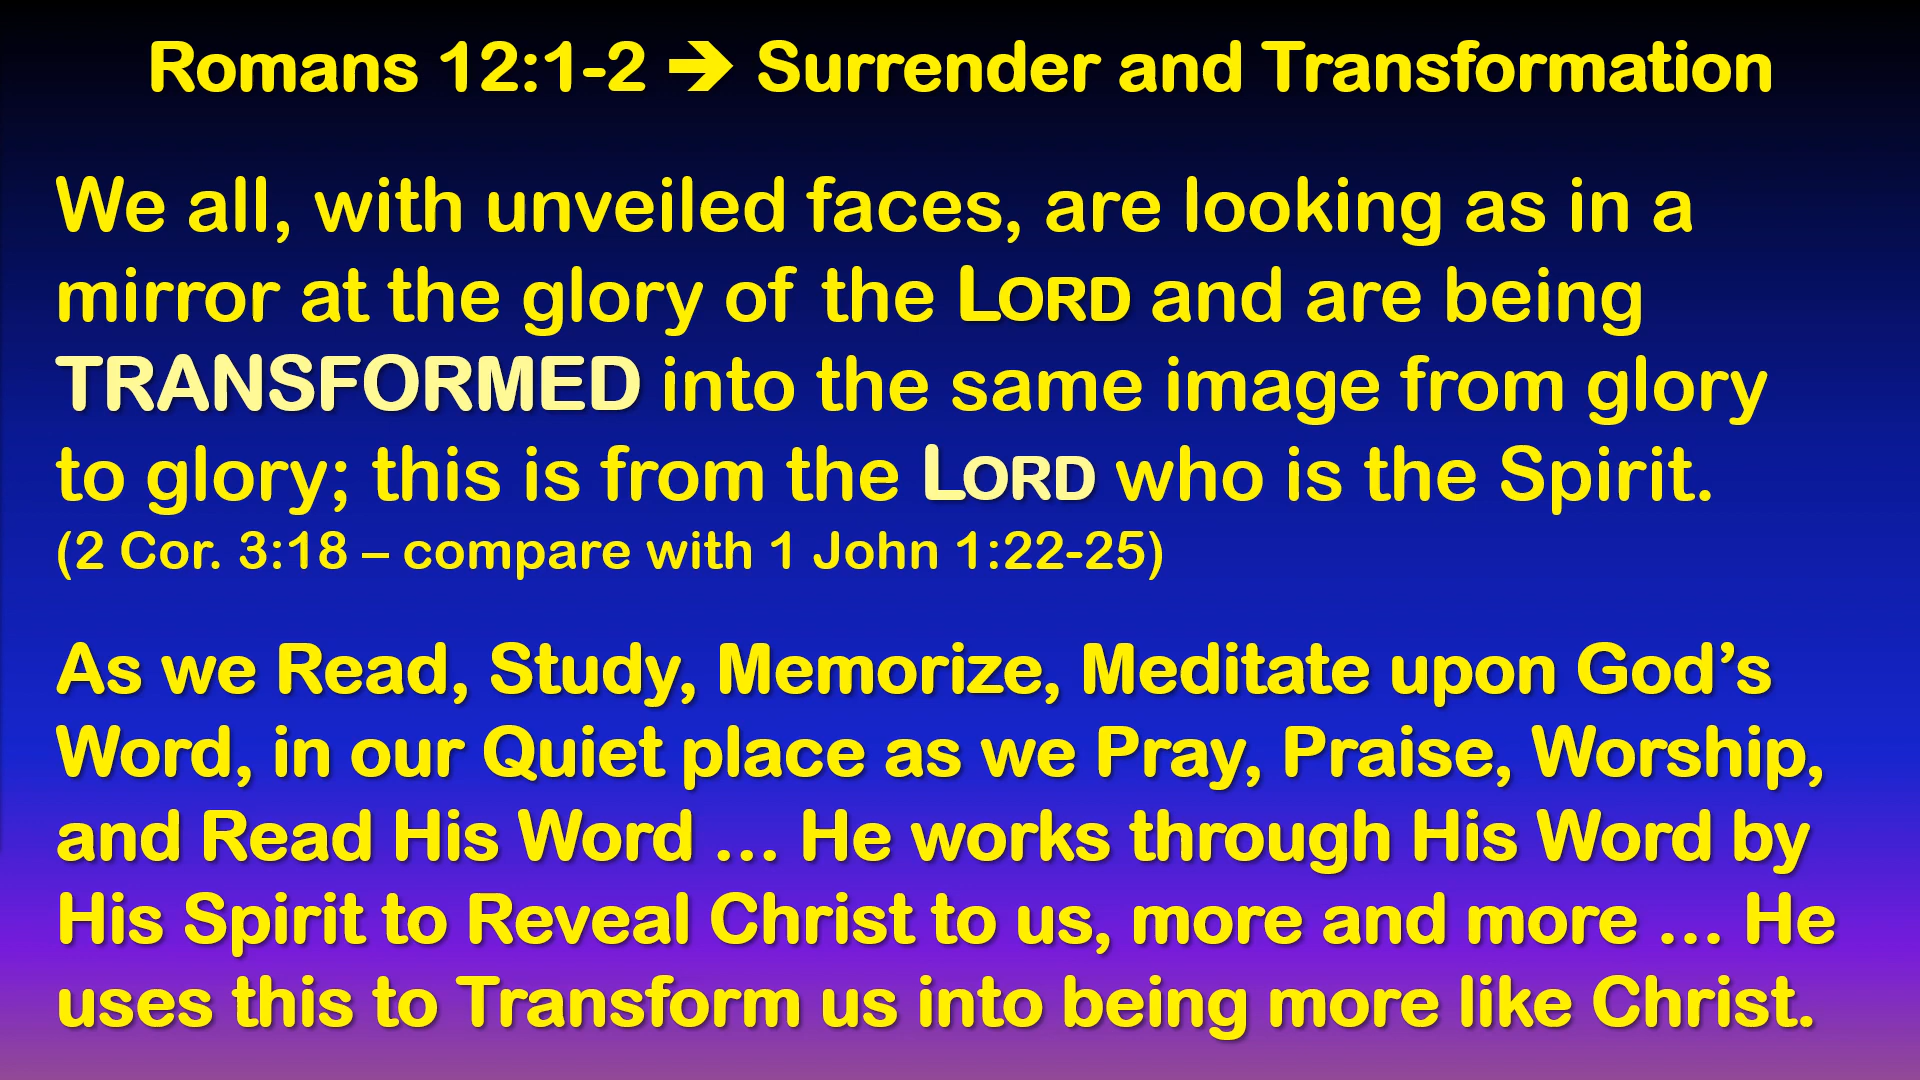 Romans 12:1-2 ➔ Surrender and Transformation
We all, with unveiled faces, are looking as in a
mirror at the glory of the LORD and are being
TRANSFORMED into the same image from glory
to glory; this is from the LORD who is the Spirit.
(2 Cor. 3:18 – compare with 1 John 1:22-25)
As we Read, Study, Memorize, Meditate upon God’s
Word, in our Quiet place as we Pray, Praise, Worship,
and Read His Word … He works through His Word by
His Spirit to Reveal Christ to us, more and more … He
uses this to Transform us into being more like Christ.